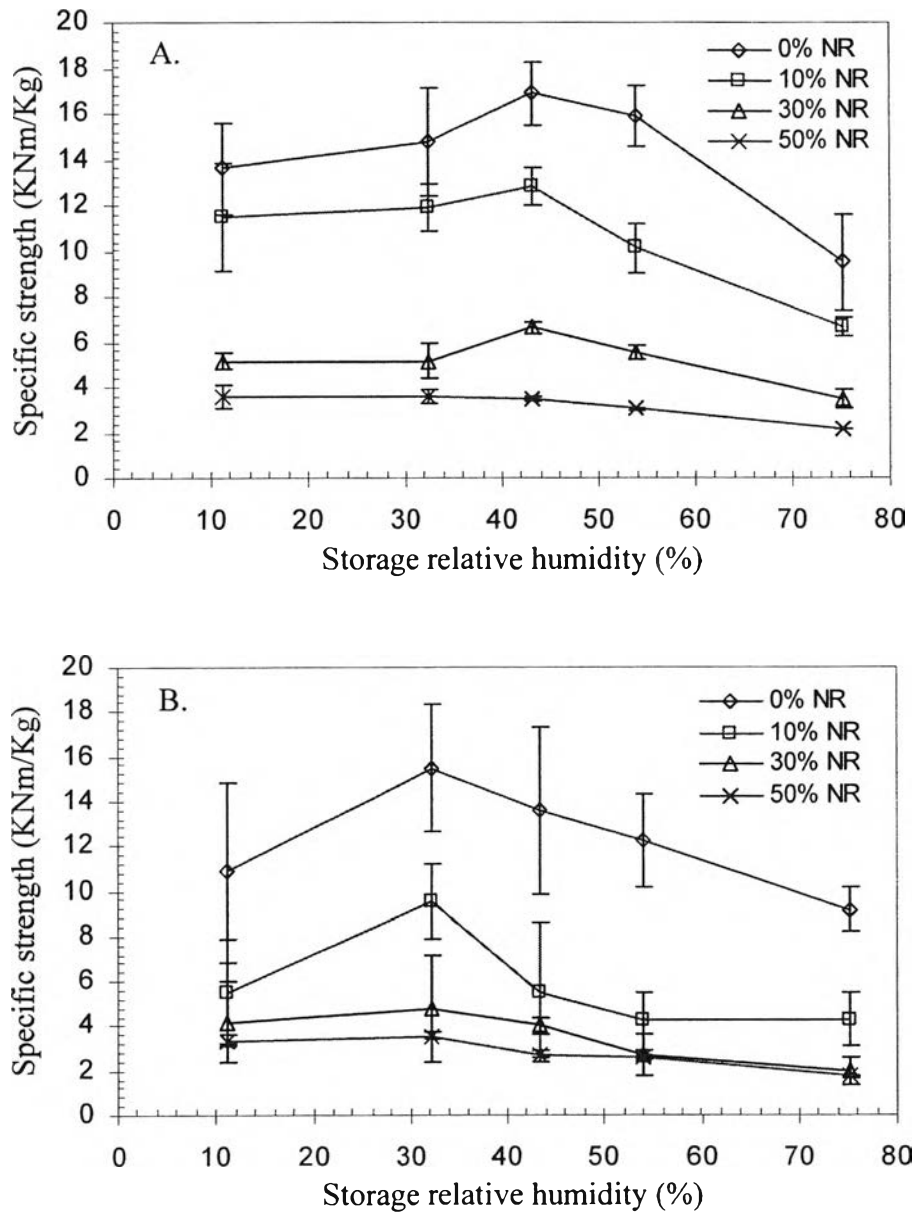 A.
0% NR
10% NR
30% NR
50% NR
Specific strength (KNm/Kg)
20
18
16
14
12
10
8
6
4
2
0
0 10 20 30 40 50 60 70 80
Storage relative humidity (%)
B.
0% NR
10% NR
30% NR
50% NR
Specific strength (KNm/Kg)
20
18
16
14
12
10
8
6
4
2
0
0 10 20 30 40 50 60 70 80
Storage relative humidity (%)